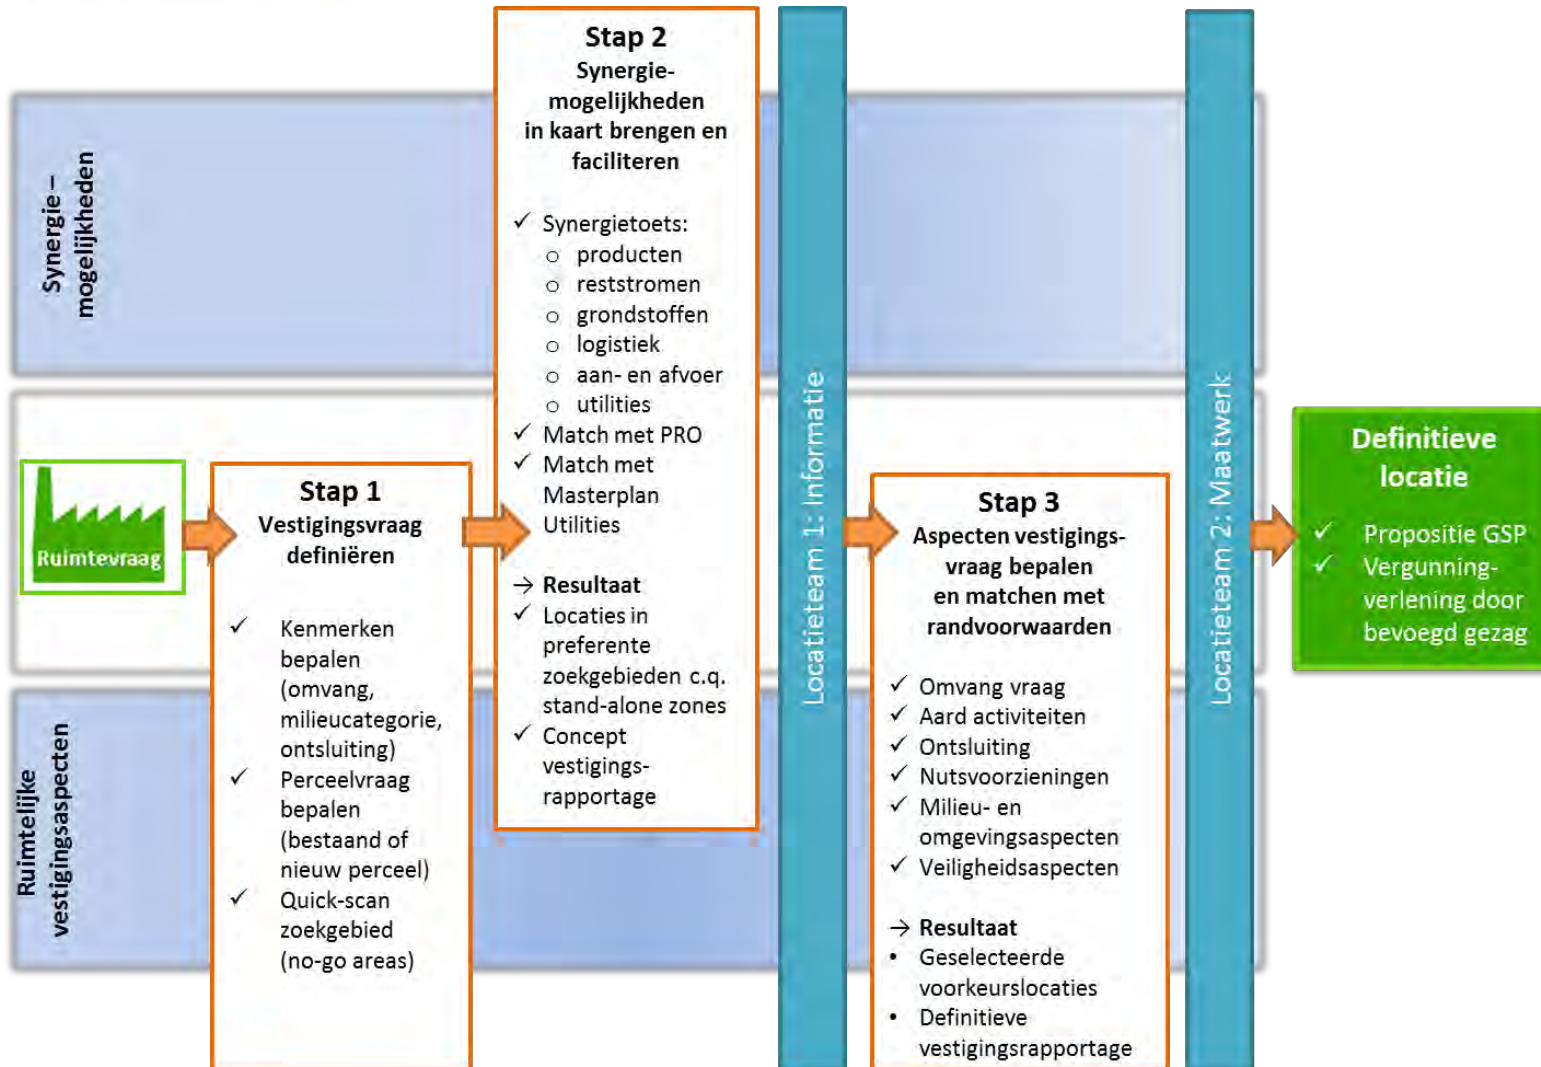 Synergie –
mogelijkheden
Ruimtelijke
vestigingsaspecten
Ruimtevraag
Stap 1
Vestigingsvraag
definiëren
✓ Kenmerken
bepalen
(omvang,
milieucategorie,
ontsluiting)
✓ Perceelvraag
bepalen
(bestaand of
nieuw perceel)
✓ Quick-scan
zoekgebied
(no-go areas)
Stap 2
Synergie-
mogelijkheden
in kaart brengen en
faciliteren
✓ Synergietoets:
o producten
o reststromen
o grondstoffen
o logistiek
o aan- en afvoer
o utilities
✓ Match met PRO
✓ Match met
Masterplan
Utilities
→ Resultaat
✓ Locaties in
preferente
zoekgebieden c.q.
stand-alone zones
✓ Concept
vestigings-
rapportage
Locatieteam 1: Informatie
Stap 3
Aspecten vestigings-
vraag bepalen
en matchen met
randvoorwaarden
✓ Omvang vraag
✓ Aard activiteiten
✓ Ontsluiting
✓ Nutsvoorzieningen
✓ Milieu- en
omgevingsaspecten
✓ Veiligheidsaspecten
→ Resultaat
• Geselecteerde
voorkeurslocaties
• Definitieve
vestigingsrapportage
Locatieteam 2: Maatwerk
Definitieve
locatie
✓ Propositie GSP
✓ Vergunning-
verlening door
bevoegd gezag